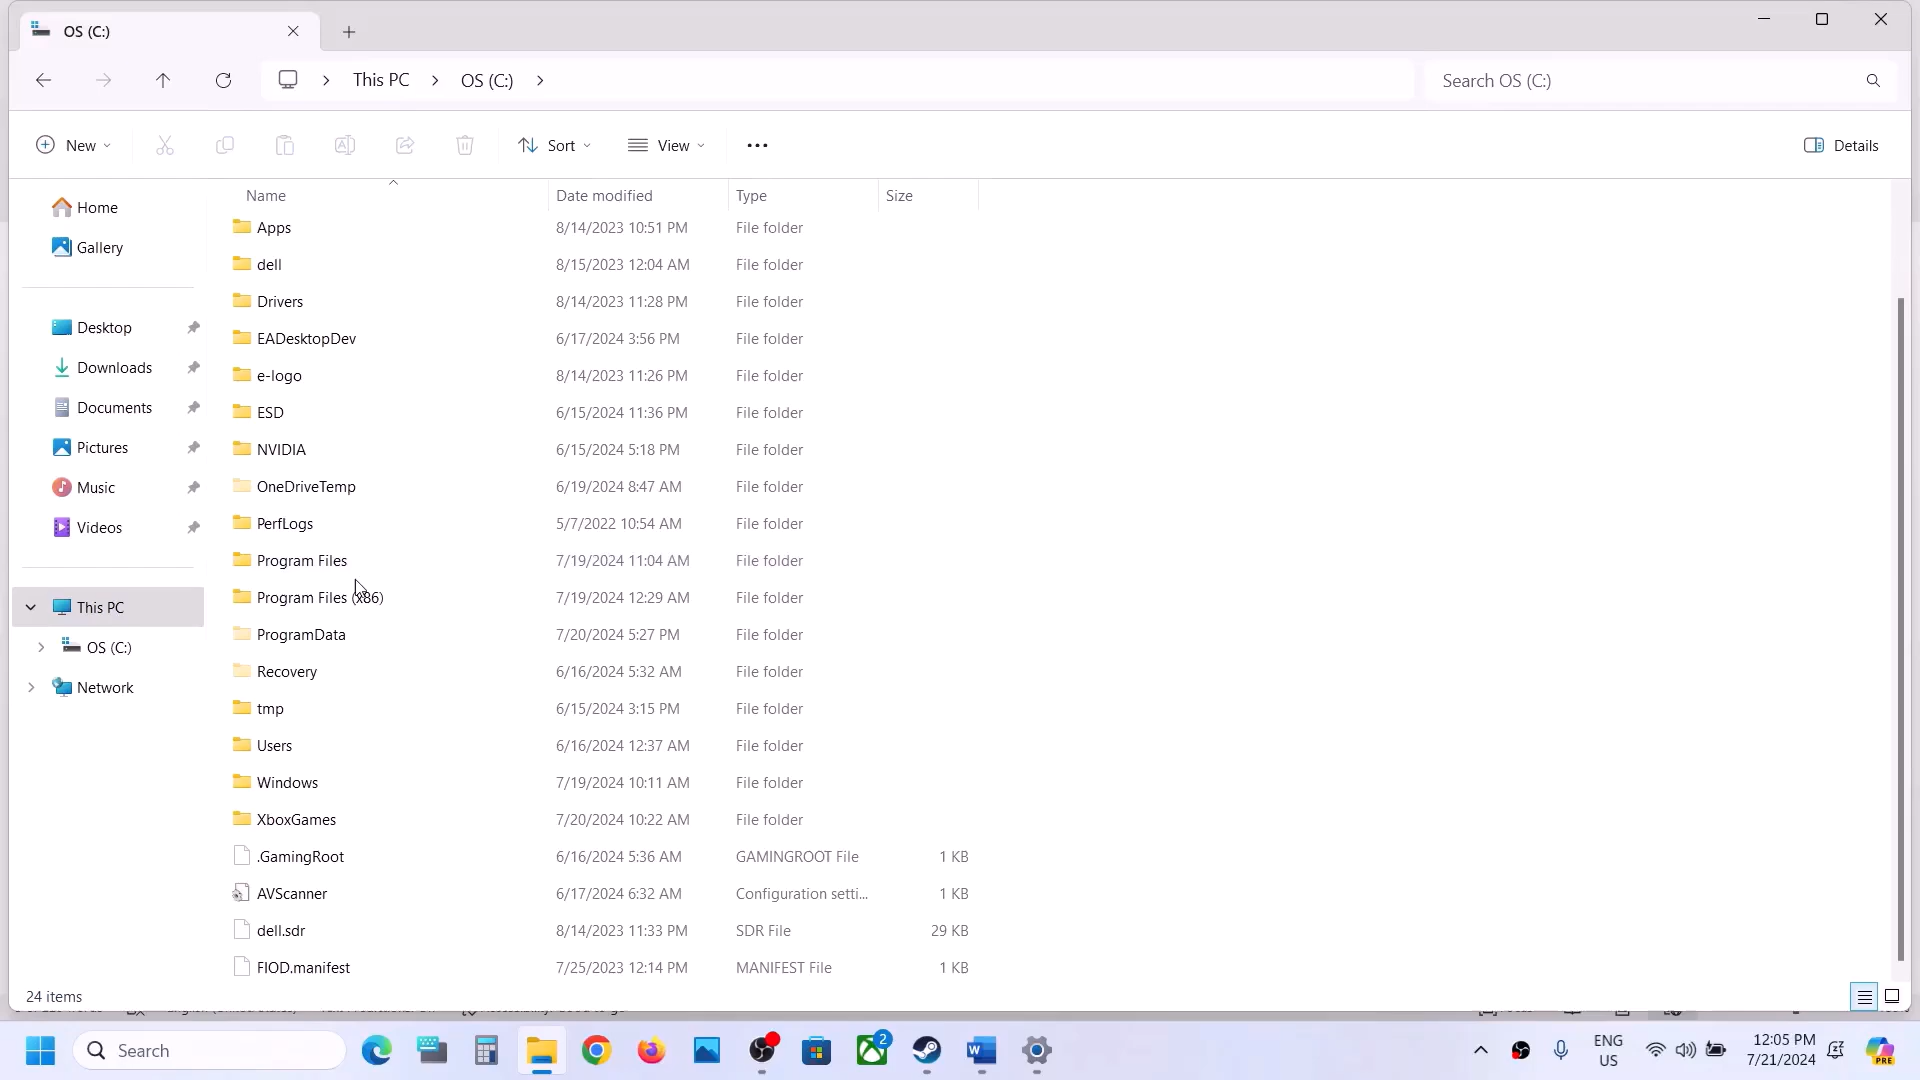 OS (C:)
This PC
OS (C:)
Search OS (C:)
New
Sort
View
Details
Name Date modified Type Size
Home
Gallery
Desktop
Downloads
Documents
Pictures
Music
Videos
This PC
OS (C:)
Network
Apps 8/14/2023 10:51 PM File folder
dell 8/15/2023 12:04 AM File folder
Drivers 8/14/2023 11:28 PM File folder
EADesktopDev 6/17/2024 3:56 PM File folder
e-logo 8/14/2023 11:26 PM File folder
ESD 6/15/2024 11:36 PM File folder
NVIDIA 6/15/2024 5:18 PM File folder
OneDriveTemp 6/19/2024 8:47 AM File folder
PerfLogs 5/7/2022 10:54 AM File folder
Program Files 7/19/2024 11:04 AM File folder
Program Files (x86) 7/19/2024 12:29 AM File folder
ProgramData 7/20/2024 5:27 PM File folder
Recovery 6/16/2024 5:32 AM File folder
tmp 6/15/2024 3:15 PM File folder
Users 6/16/2024 12:37 AM File folder
Windows 7/19/2024 10:11 AM File folder
XboxGames 7/20/2024 10:22 AM File folder
.GamingRoot 6/16/2024 5:36 AM GAMINGROOT File 1 KB
AVScanner 6/17/2024 6:32 AM Configuration setti... 1 KB
dell.sdr 8/14/2023 11:33 PM SDR File 29 KB
FIOD.manifest 7/25/2023 12:14 PM MANIFEST File 1 KB
24 items
Search
2
ENG
US
12:05 PM
7/21/2024
PRE